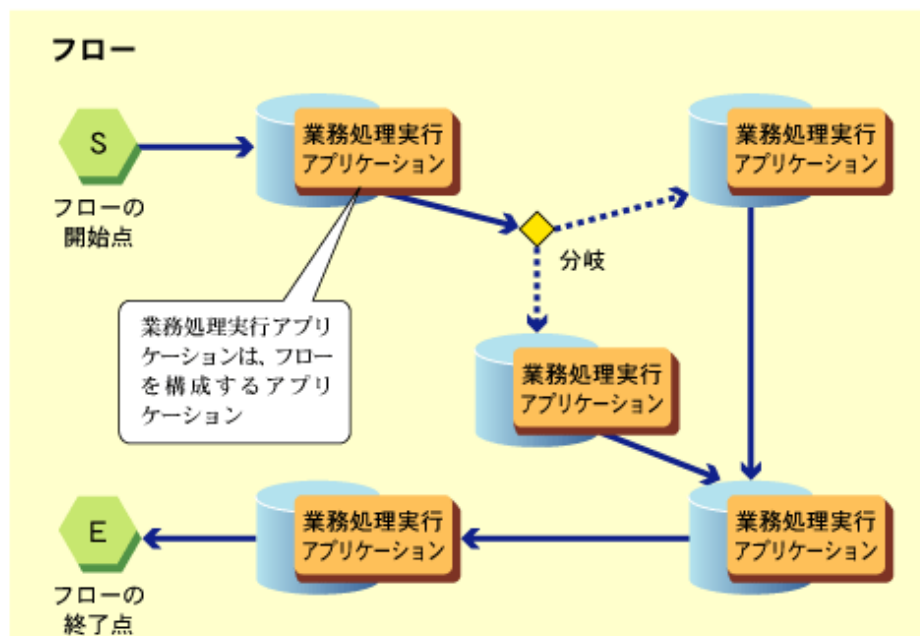 フロー
S
フローの
開始点
業務処理実行
アプリケーション
業務処理実行
アプリケーション
分岐
業務処理実行アプリ
ケーションは、フロー
を構成するアプリ
ケーション
業務処理実行
アプリケーション
E
フローの
終了点
業務処理実行
アプリケーション
業務処理実行
アプリケーション